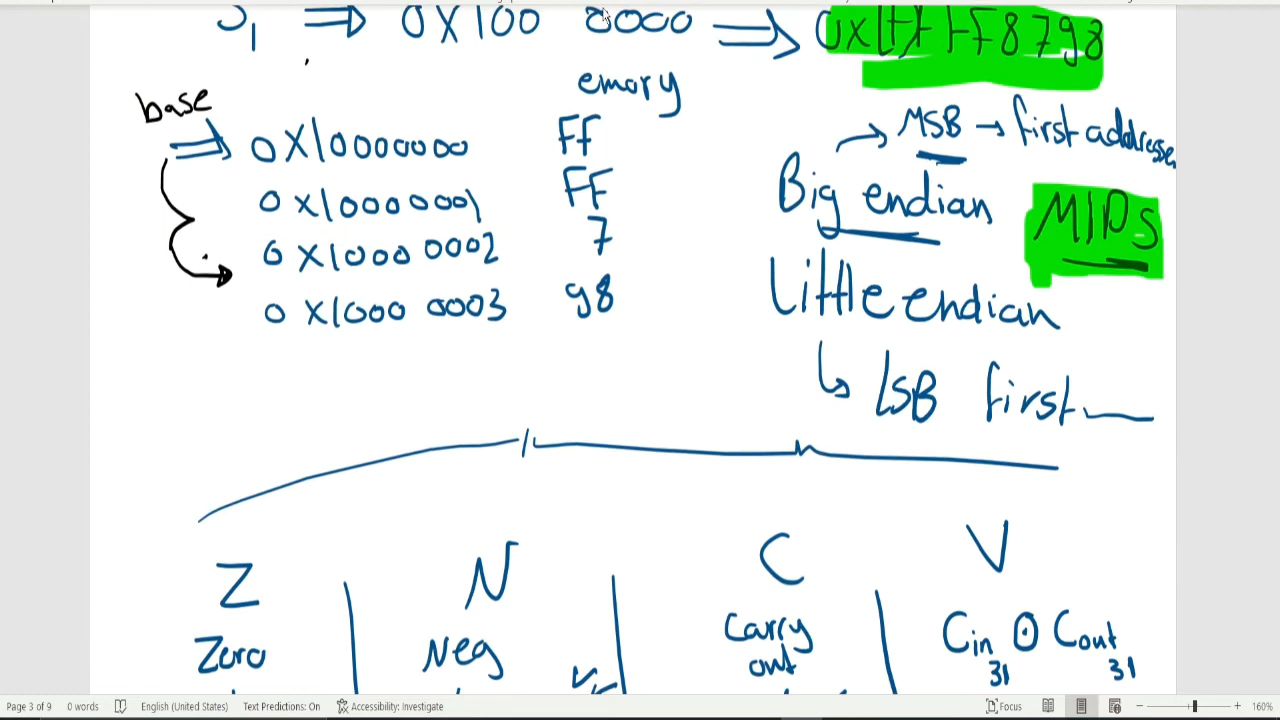 S1 ⇒ 0X100 0000 ⇒ 0xFFFF8798
emory
base
⇒ 0X10000000 FF
0X10000001 FF
0X1000 0002 7
0X1000 0003 98
→ MSB → first addresse
Big endian
MIPS
Little endian
↳ LSB first
Z N C V
Zero Neg Carry out Cin 31 ⊙ Cout 31
Page 3 of 9 0 words English (United States) Text Predictions: On Accessibility: Investigate Focus 160%